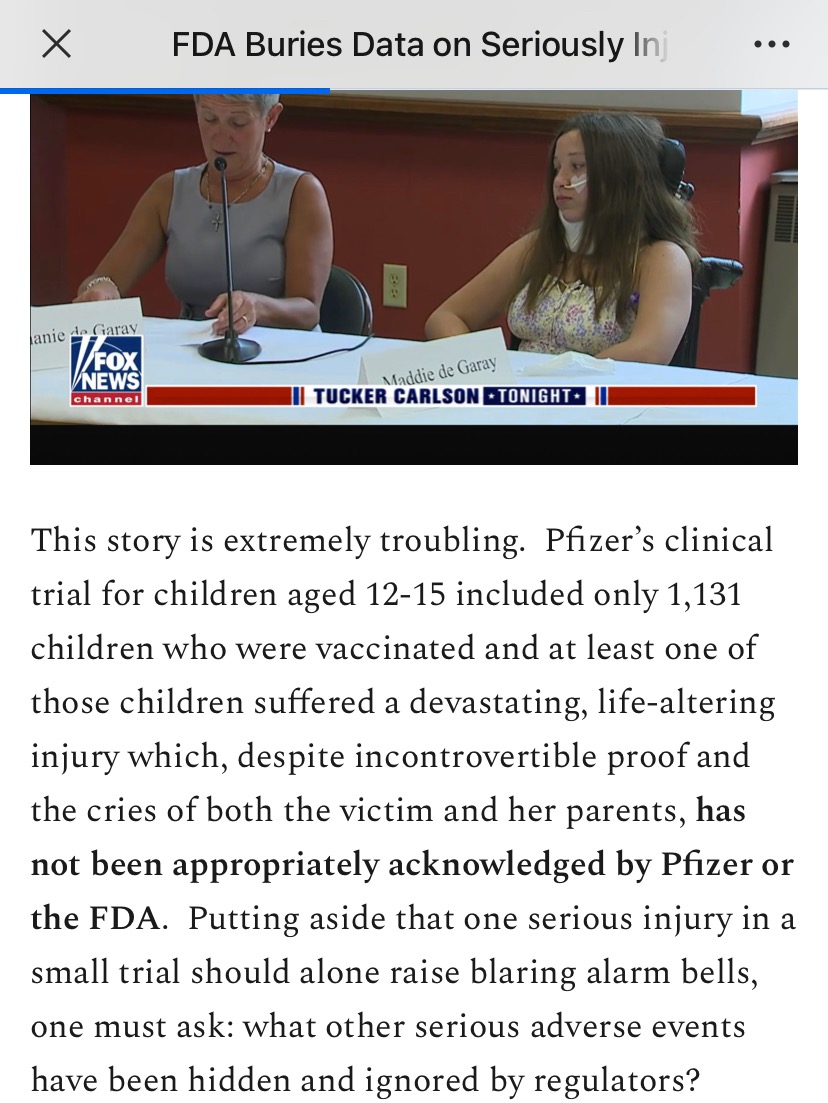 FDA Buries Data on Seriously Inj
anie de Garay
Maddie de Garay
FOX
NEWS
channel
TUCKER CARLSON TONIGHT
This story is extremely troubling.  Pfizer’s clinical
trial for children aged 12-15 included only 1,131
children who were vaccinated and at least one of
those children suffered a devastating, life-altering
injury which, despite incontrovertible proof and
the cries of both the victim and her parents, has
not been appropriately acknowledged by Pfizer or
the FDA.  Putting aside that one serious injury in a
small trial should alone raise blaring alarm bells,
one must ask: what other serious adverse events
have been hidden and ignored by regulators?